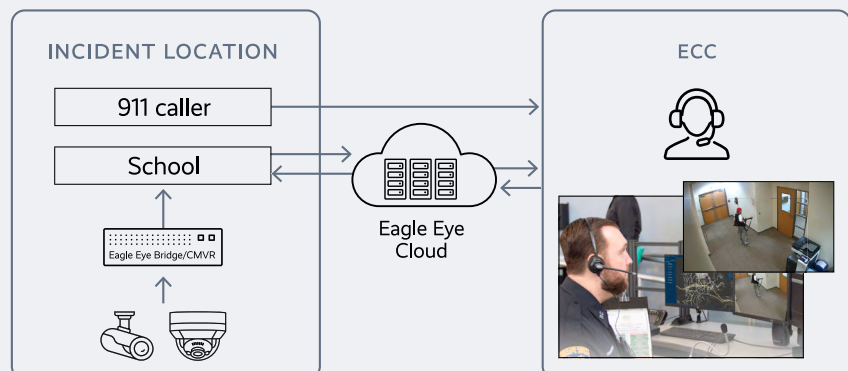 INCIDENT LOCATION
911 caller
School
Eagle Eye Bridge/CMVR
Eagle Eye
Cloud
ECC